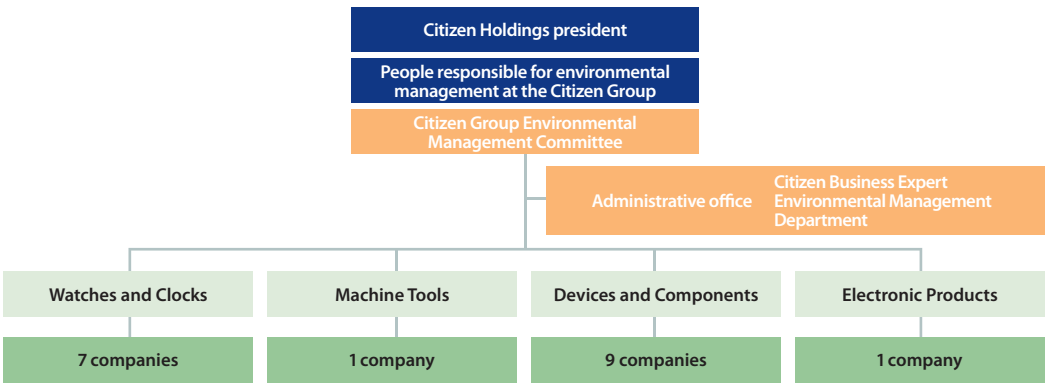 Citizen Holdings president
People responsible for environmental
management at the Citizen Group
Citizen Group Environmental
Management Committee
Administrative office
Citizen Business Expert
Environmental Management
Department
Watches and Clocks
Machine Tools
Devices and Components
Electronic Products
7 companies
1 company
9 companies
1 company